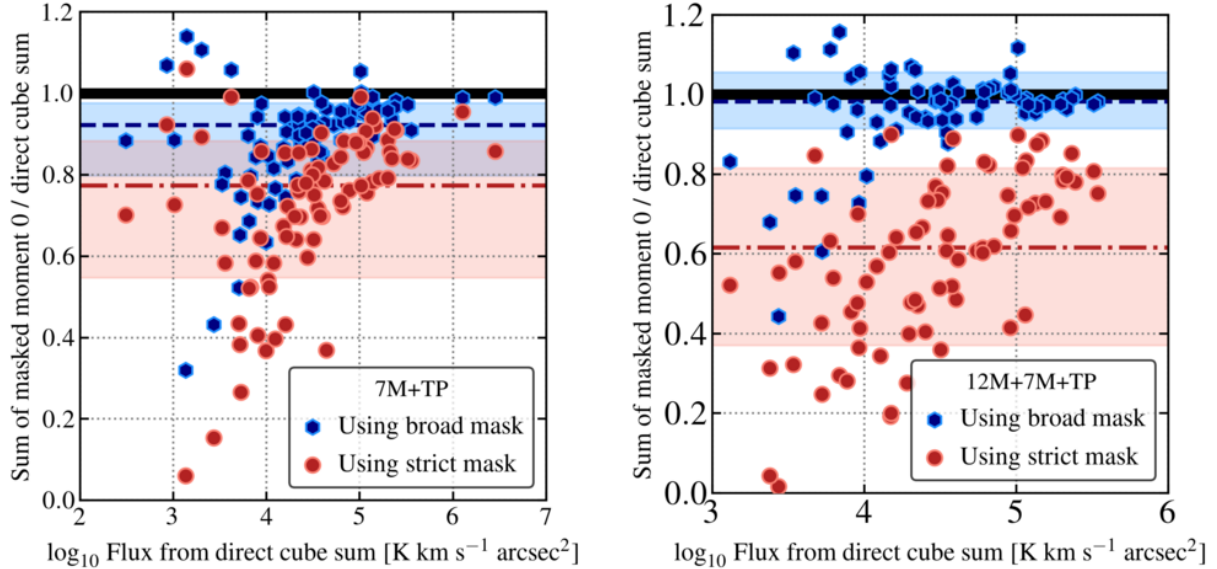 Sum of masked moment 0 / direct cube sum
1.2
1.0
0.8
0.6
0.4
0.2
0.0
7M+TP
Using broad mask
Using strict mask
1 2 3 4 5 6 7
log₁₀ Flux from direct cube sum [K km s⁻¹ arcsec²]
Sum of masked moment 0 / direct cube sum
1.2
1.0
0.8
0.6
0.4
0.2
0.0
12M+7M+TP
Using broad mask
Using strict mask
3 4 5 6
log₁₀ Flux from direct cube sum [K km s⁻¹ arcsec²]